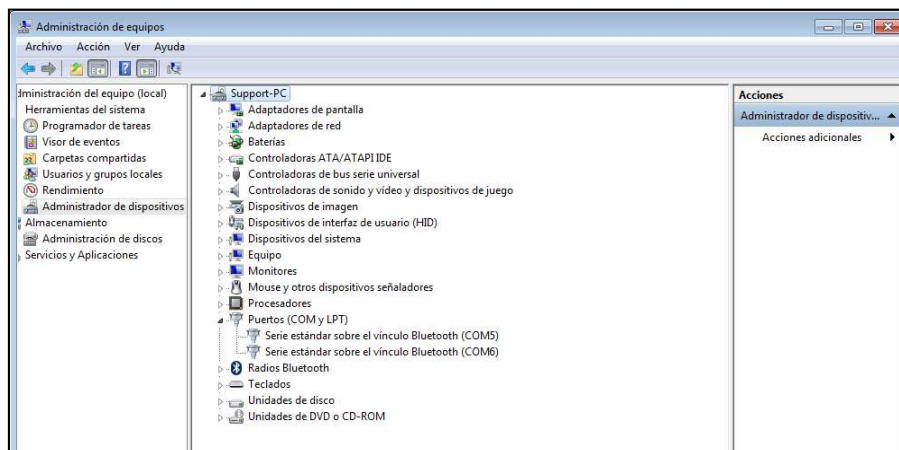 Administración de equipos
Archivo Acción Ver Ayuda
dministración del equipo (local)
Herramientas del sistema
Programador de tareas
Visor de eventos
Carpetas compartidas
Usuarios y grupos locales
Rendimiento
Administrador de dispositivos
Almacenamiento
Administración de discos
Servicios y Aplicaciones
Support-PC
Adaptadores de pantalla
Adaptadores de red
Baterías
Controladoras ATA/ATAPI IDE
Controladoras de bus serie universal
Controladoras de sonido y vídeo y dispositivos de juego
Dispositivos de imagen
Dispositivos de interfaz de usuario (HID)
Dispositivos del sistema
Equipo
Monitores
Mouse y otros dispositivos señaladores
Procesadores
Puertos (COM y LPT)
Serie estándar sobre el vínculo Bluetooth (COM5)
Serie estándar sobre el vínculo Bluetooth (COM6)
Radios Bluetooth
Teclados
Unidades de disco
Unidades de DVD o CD-ROM
Acciones
Administrador de dispositiv...
Acciones adicionales